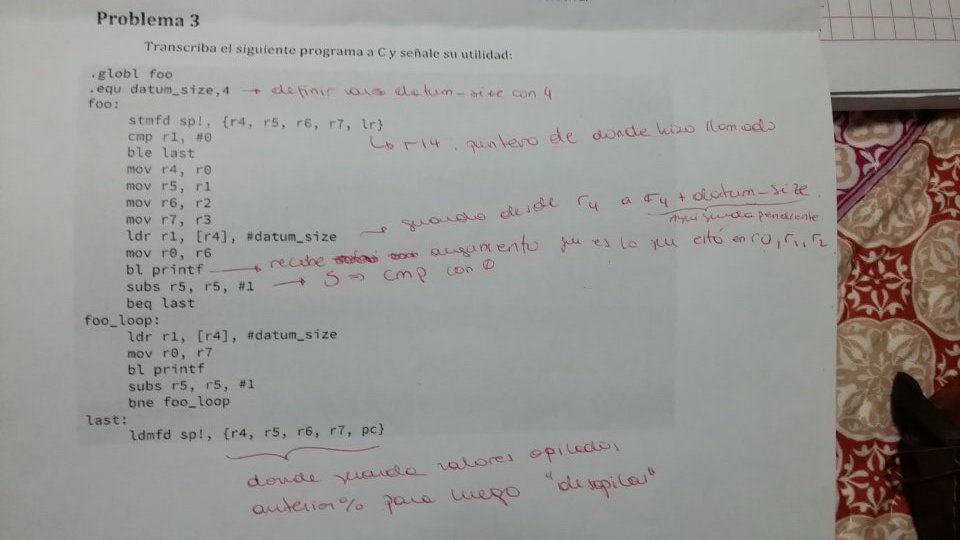 Problema 3
Transcriba el siguiente programa a C y señale su utilidad:
.globl foo
.equ datum_size,4 → definir datum-size con 4
foo:
stmfd sp!, {r4, r5, r6, r7, lr}
↳ r14. puntero de donde hizo llamado
cmp r1, #0
ble last
mov r4, r0
mov r5, r1
mov r6, r2
mov r7, r3
ldr r1, [r4], #datum_size → guarda desde r4 a r4 + datum-size.
Aquí guarda pendiente.
mov r0, r6
bl printf → recibe argumento que es lo que está en r0, r1, r2
subs r5, r5, #1 → S => cmp con 0
beq last
foo_loop:
ldr r1, [r4], #datum_size
mov r0, r7
bl printf
subs r5, r5, #1
bne foo_loop
last:
ldmfd sp!, {r4, r5, r6, r7, pc}
donde guarda valores apilados
anterior% para luego "desapilar"